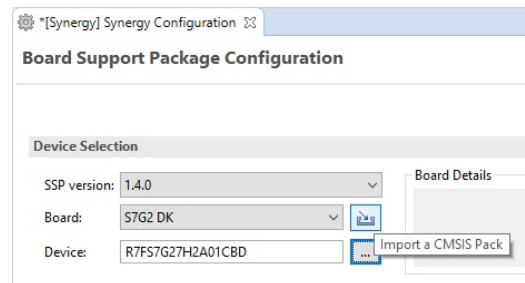 *[Synergy] Synergy Configuration
Board Support Package Configuration
Device Selection
SSP version: 1.4.0
Board Details
Board: S7G2 DK
Import a CMSIS Pack
Device: R7FS7G27H2A01CBD
...